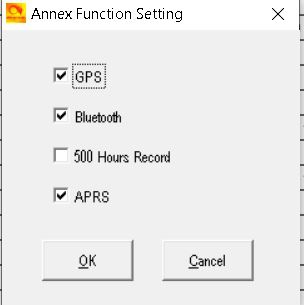 Annex Function Setting
GPS
Bluetooth
500 Hours Record
APRS
OK
Cancel